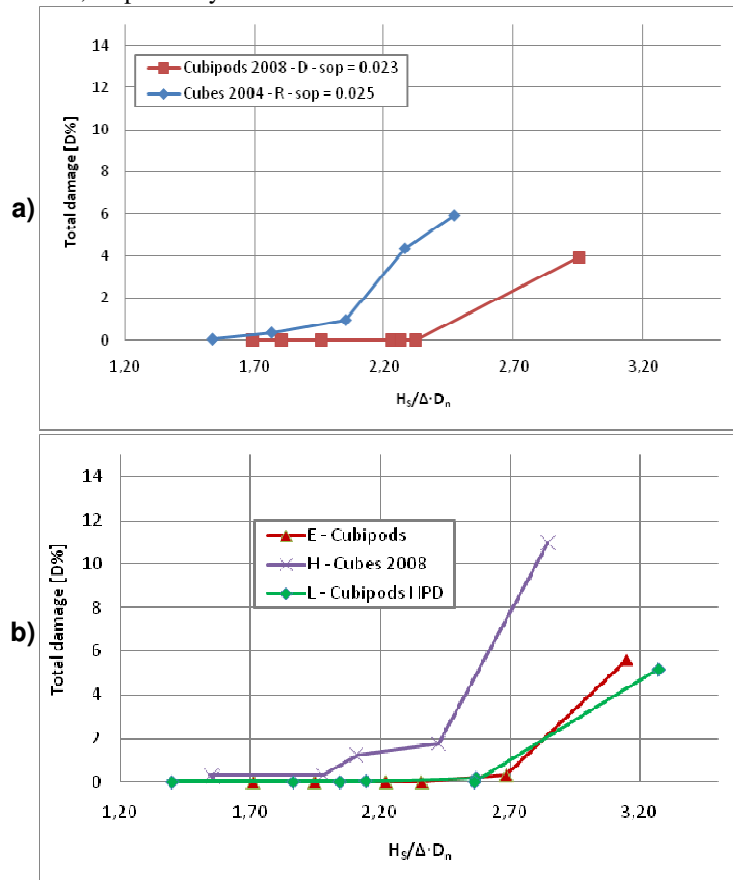 a)
14
12
10
8
6
4
2
0
Total damage [D%]
Cubipods 2008 - D - sop = 0.023
Cubes 2004 - R - sop = 0.025
1,20 1,70 2,20 2,70 3,20
Hs/Δ·Dn
b)
14
12
10
8
6
4
2
0
Total damage [D%]
E - Cubipods
H - Cubes 2008
L - Cubipods HPD
1,20 1,70 2,20 2,70 3,20
Hs/Δ·Dn